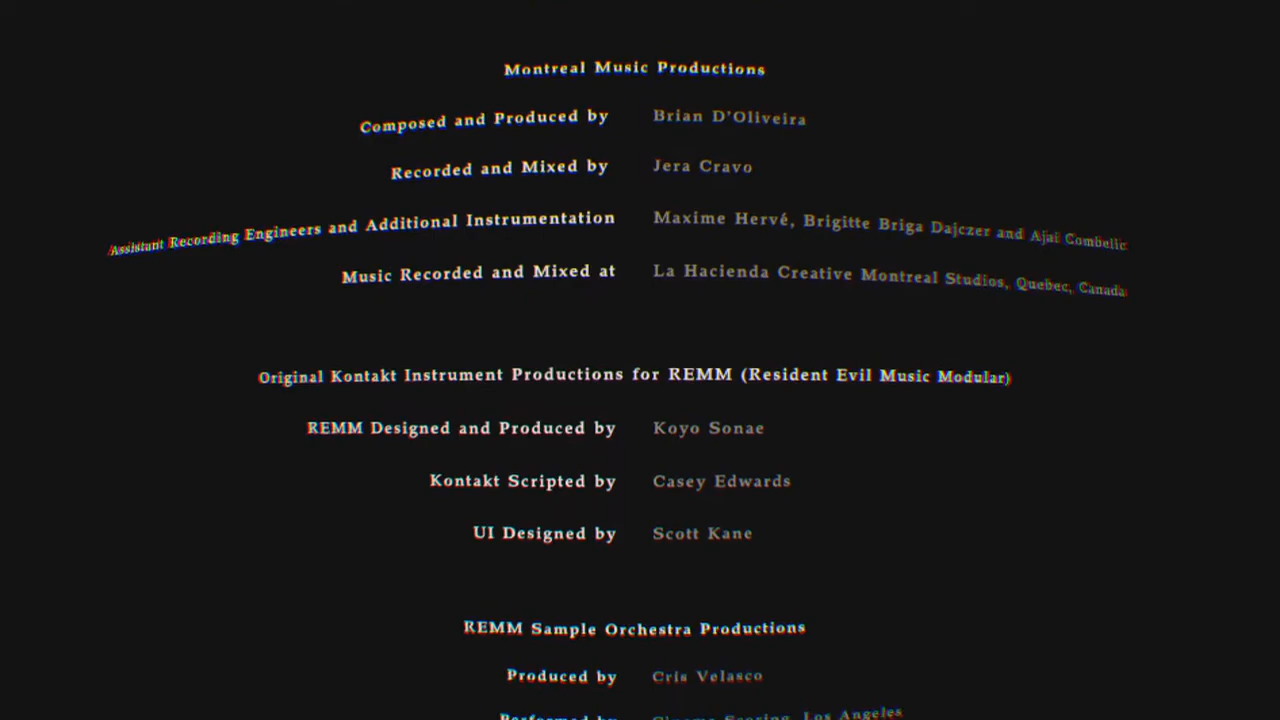 Montreal Music Productions
Composed and Produced by Brian D'Oliveira
Recorded and Mixed by Jera Cravo
Assistant Recording Engineers and Additional Instrumentation Maxime Hervé, Brigitte Briga Dajczer and Ajai Combelic
Music Recorded and Mixed at La Hacienda Creative Montreal Studios, Quebec, Canada
Original Kontakt Instrument Productions for REMM (Resident Evil Music Modular)
REMM Designed and Produced by Koyo Sonae
Kontakt Scripted by Casey Edwards
UI Designed by Scott Kane
REMM Sample Orchestra Productions
Produced by Cris Velasco
Performed by Cinema Scoring, Los Angeles